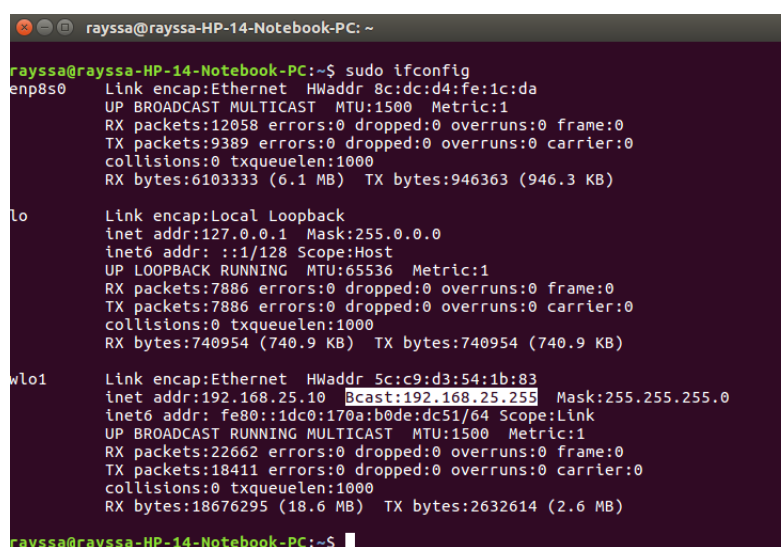 rayssa@rayssa-HP-14-Notebook-PC: ~
rayssa@rayssa-HP-14-Notebook-PC:~$ sudo ifconfig
enp8s0    Link encap:Ethernet  HWaddr 8c:dc:d4:fe:1c:da
          UP BROADCAST MULTICAST  MTU:1500  Metric:1
          RX packets:12058 errors:0 dropped:0 overruns:0 frame:0
          TX packets:9389 errors:0 dropped:0 overruns:0 carrier:0
          collisions:0 txqueuelen:1000
          RX bytes:6103333 (6.1 MB)  TX bytes:946363 (946.3 KB)
lo        Link encap:Local Loopback
          inet addr:127.0.0.1  Mask:255.0.0.0
          inet6 addr: ::1/128 Scope:Host
          UP LOOPBACK RUNNING  MTU:65536  Metric:1
          RX packets:7886 errors:0 dropped:0 overruns:0 frame:0
          TX packets:7886 errors:0 dropped:0 overruns:0 carrier:0
          collisions:0 txqueuelen:1000
          RX bytes:740954 (740.9 KB)  TX bytes:740954 (740.9 KB)
wlo1      Link encap:Ethernet  HWaddr 5c:c9:d3:54:1b:83
          inet addr:192.168.25.10  Bcast:192.168.25.255  Mask:255.255.255.0
          inet6 addr: fe80::1dc0:170a:b0de:dc51/64 Scope:Link
          UP BROADCAST RUNNING MULTICAST  MTU:1500  Metric:1
          RX packets:22662 errors:0 dropped:0 overruns:0 frame:0
          TX packets:18411 errors:0 dropped:0 overruns:0 carrier:0
          collisions:0 txqueuelen:1000
          RX bytes:18676295 (18.6 MB)  TX bytes:2632614 (2.6 MB)
rayssa@rayssa-HP-14-Notebook-PC:~$